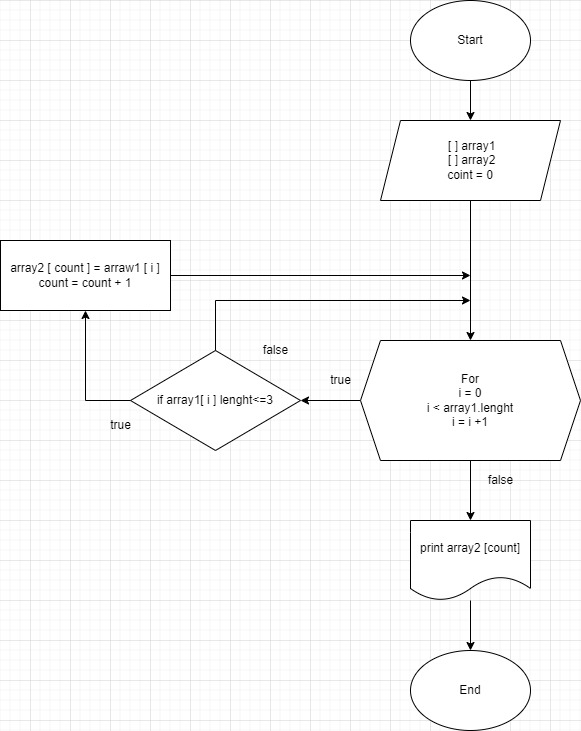 Start
[ ] array1
[ ] array2
coint = 0
array2 [ count ] = arraw1 [ i ]
count = count + 1
false
if array1[ i ] lenght<=3
true
true
For
i = 0
i < array1.lenght
i = i +1
false
print array2 [count]
End